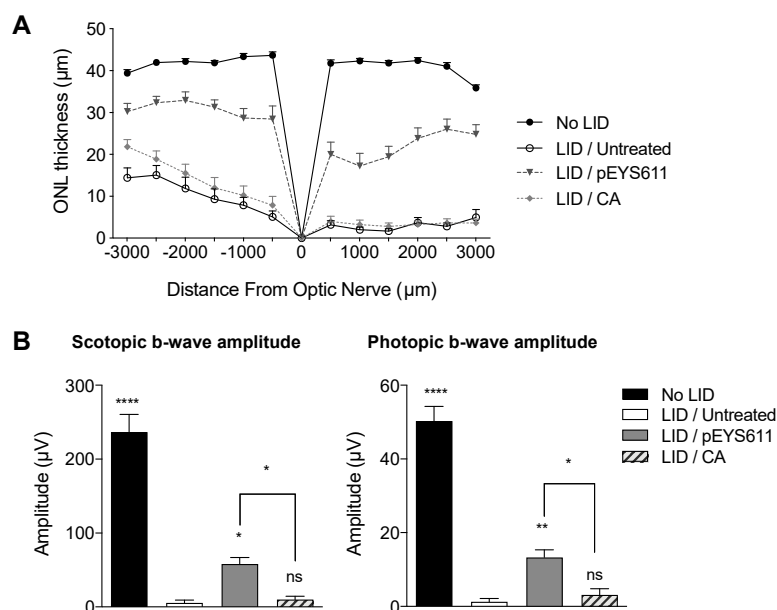 A
50
40
30
20
10
0
ONL thickness (µm)
-3000 -2000 -1000 0 1000 2000 3000
Distance From Optic Nerve (µm)
No LID
LID / Untreated
LID / pEYS611
LID / CA
B
Scotopic b-wave amplitude
300
200
100
0
Amplitude (µV)
****
*
*
ns
Photopic b-wave amplitude
60
40
20
0
Amplitude (µV)
****
*
**
ns
No LID
LID / Untreated
LID / pEYS611
LID / CA